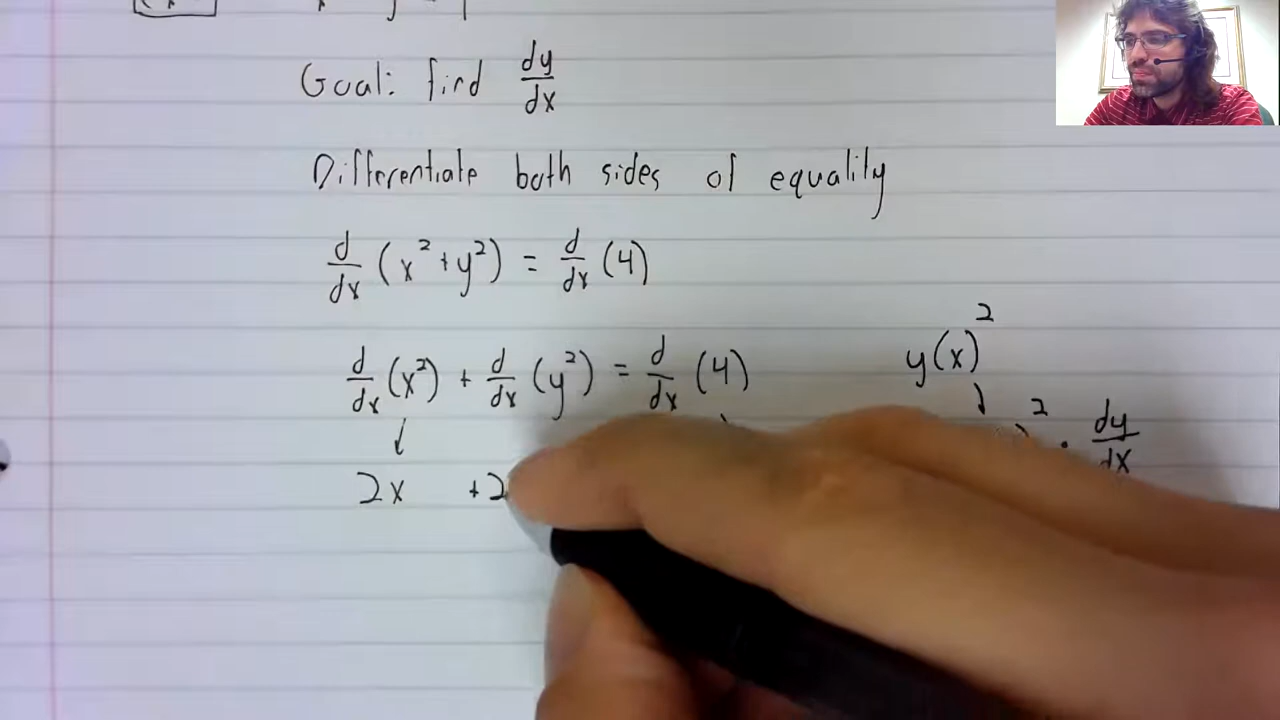 Goal: find dy/dx
Differentiate both sides of equality
d/dx (x² + y²) = d/dx (4)
d/dx (x²) + d/dx (y²) = d/dx (4)
y(x)²
↓ ↓
2 · dy/dx
2x + 2